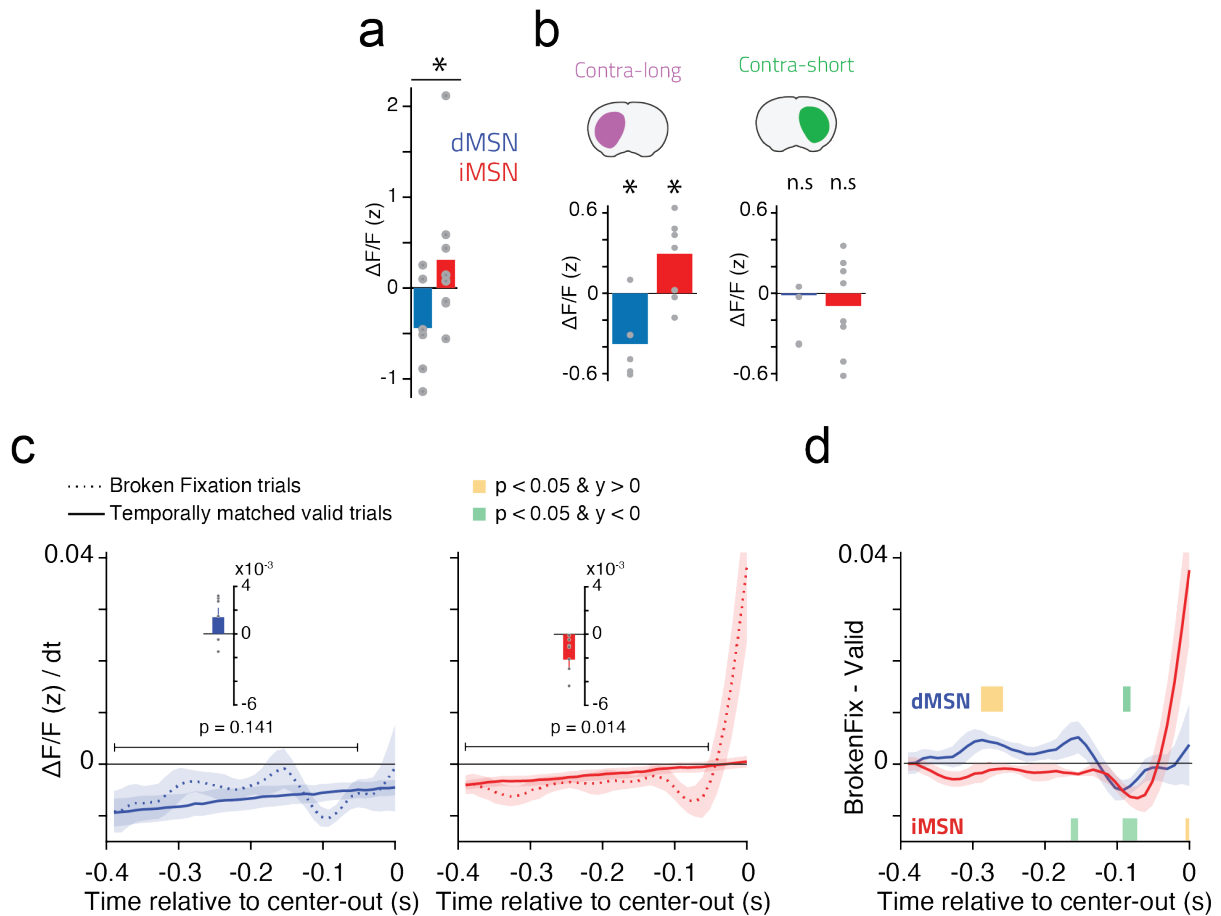 a
*
dMSN
iMSN
ΔF/F (z)
2
1
0
-1
b
Contra-long
Contra-short
*
*
n.s
n.s
ΔF/F (z)
0.6
0
-0.6
ΔF/F (z)
0.6
0
-0.6
c
Broken Fixation trials
Temporally matched valid trials
p < 0.05 & y > 0
p < 0.05 & y < 0
ΔF/F (z) / dt
0.04
0
x10-3
4
0
-6
p = 0.141
-0.4
-0.3
-0.2
-0.1
0
Time relative to center-out (s)
x10-3
4
0
-6
p = 0.014
-0.4
-0.3
-0.2
-0.1
0
Time relative to center-out (s)
d
BrokenFix - Valid
0.04
0
dMSN
iMSN
-0.4
-0.3
-0.2
-0.1
0
Time relative to center-out (s)